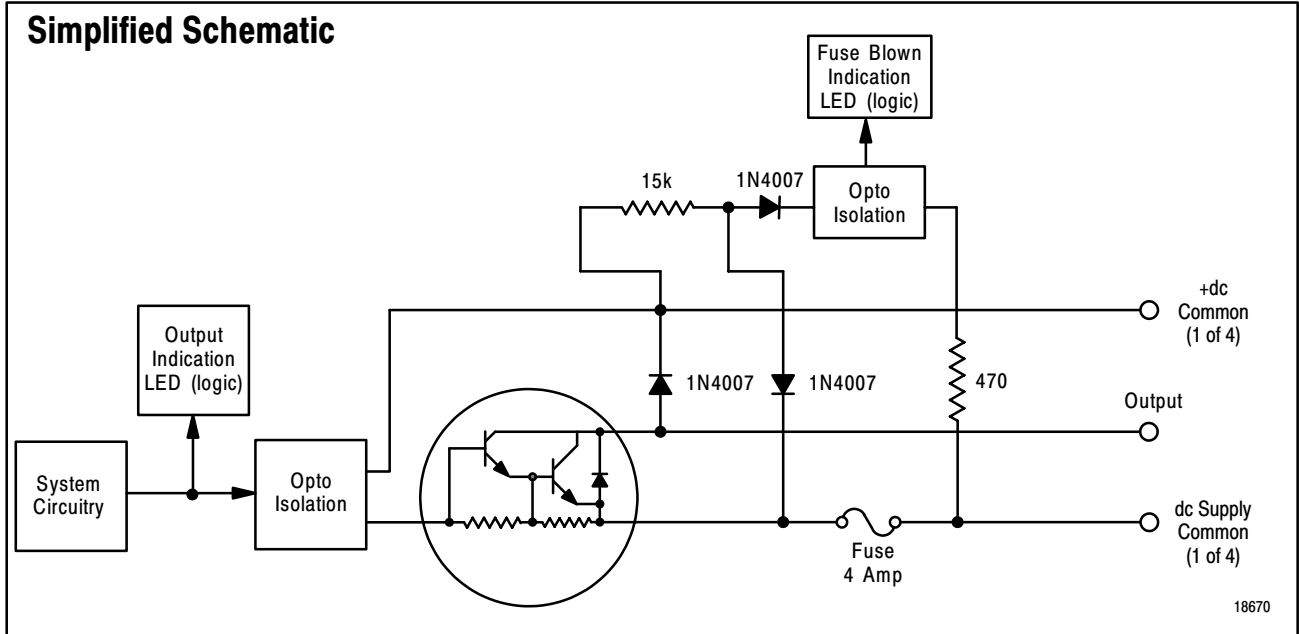 Simplified Schematic
Fuse Blown
Indication
LED (logic)
15k
1N4007
Opto
Isolation
+dc
Common
(1 of 4)
Output
Indication
LED (logic)
1N4007
1N4007
470
Output
System
Circuitry
Opto
Isolation
Fuse
4 Amp
dc Supply
Common
(1 of 4)
18670